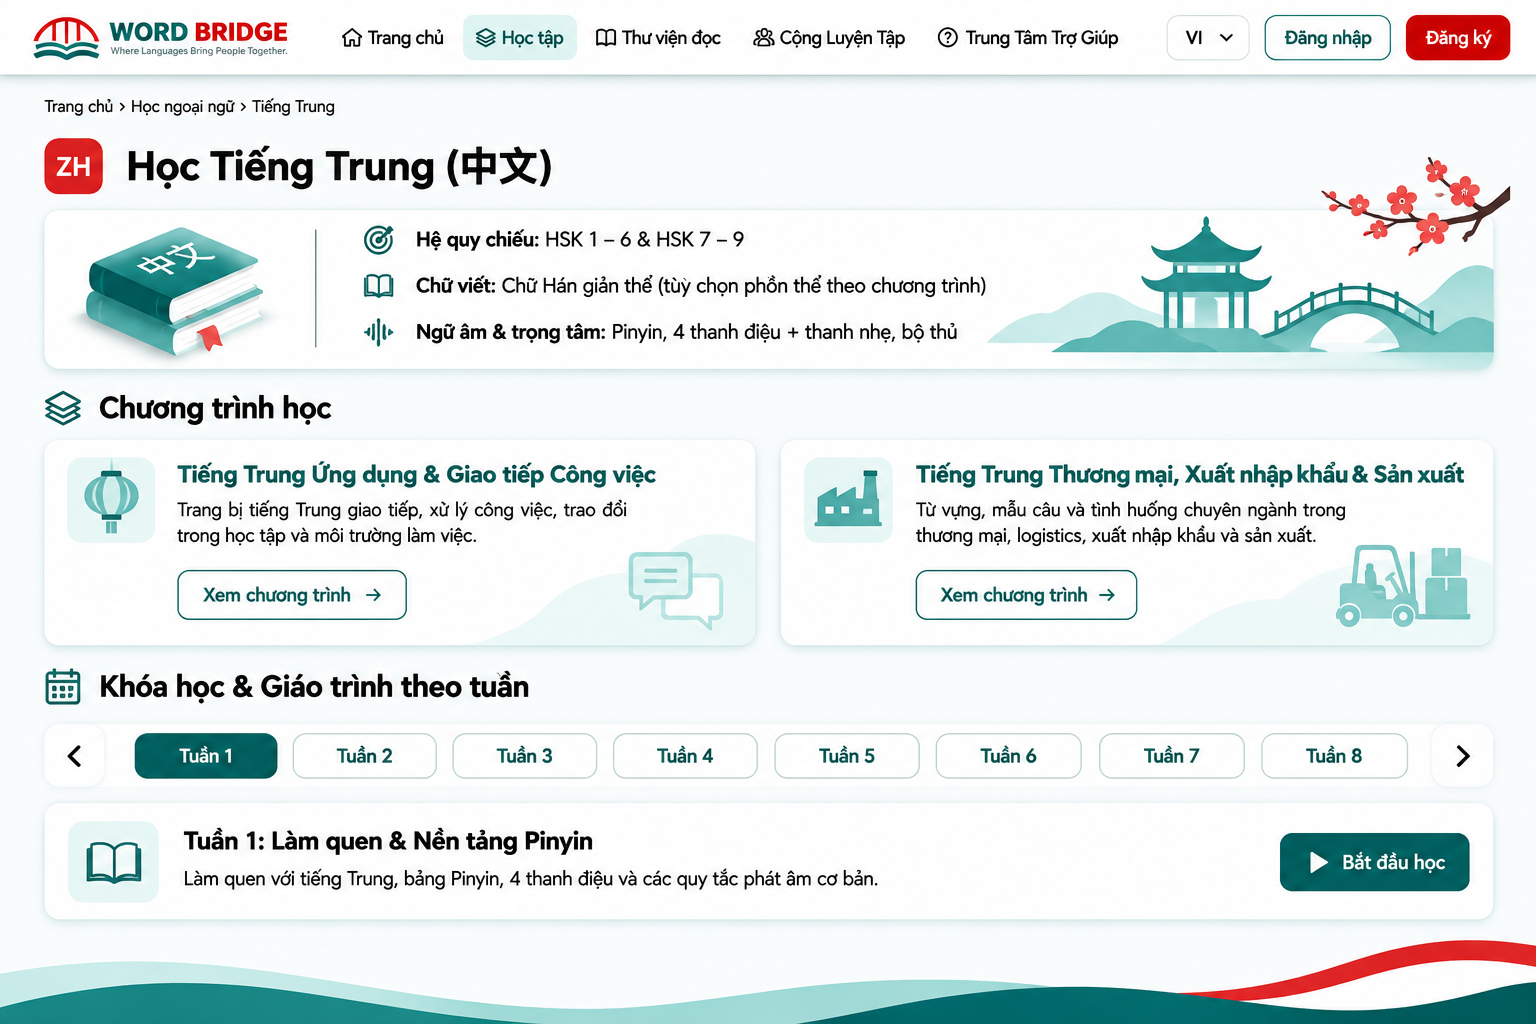 WORD BRIDGE
Where Languages Bring People Together.
Trang chủ
Học tập
Thư viện đọc
Cộng Luyện Tập
Trung Tâm Trợ Giúp
VI
Đăng nhập
Đăng ký
Trang chủ › Học ngoại ngữ › Tiếng Trung
ZH
Học Tiếng Trung (中文)
中文
Hệ quy chiếu: HSK 1 – 6 & HSK 7 – 9
Chữ viết: Chữ Hán giản thể (tùy chọn phồn thể theo chương trình)
Ngữ âm & trọng tâm: Pinyin, 4 thanh điệu + thanh nhẹ, bộ thủ
Chương trình học
Tiếng Trung Ứng dụng & Giao tiếp Công việc
Trang bị tiếng Trung giao tiếp, xử lý công việc, trao đổi
trong học tập và môi trường làm việc.
Xem chương trình →
Tiếng Trung Thương mại, Xuất nhập khẩu & Sản xuất
Từ vựng, mẫu câu và tình huống chuyên ngành trong
thương mại, logistics, xuất nhập khẩu và sản xuất.
Xem chương trình →
Khóa học & Giáo trình theo tuần
Tuần 1
Tuần 2
Tuần 3
Tuần 4
Tuần 5
Tuần 6
Tuần 7
Tuần 8
Tuần 1: Làm quen & Nền tảng Pinyin
Làm quen với tiếng Trung, bảng Pinyin, 4 thanh điệu và các quy tắc phát âm cơ bản.
Bắt đầu học